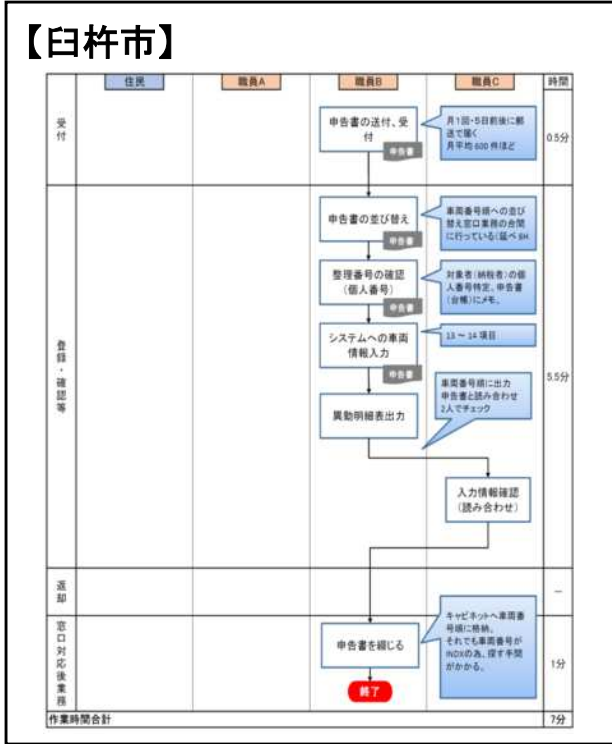 【臼杵市】
住民
職員A
職員B
職員C
時間
受付
申告書の送付、受
付
申告書
月1回・5日前後に郵
送で届く
月平均600件ほど
0.5分
登録・確認等
申告書の並び替え
申告書
車両番号順への並び
替え窓口業務の合間
に行っている(延べ8H
整理番号の確認
(個人番号)
申告書
対象者(納税者)の個
人番号特定、申告書
(台帳)にメモ。
システムへの車両
情報入力
申告書
13 ～ 14 項目
5.5分
異動明細表出力
車両番号順に出力
申告書と読み合わせ
2人でチェック
入力情報確認
(読み合わせ)
返却
－
窓口対応後業務
申告書を綴じる
キャビネットへ車両番
号順に格納。
それでも車両番号が
INDXの為、探す手間
がかかる。
1分
終了
作業時間合計
7分